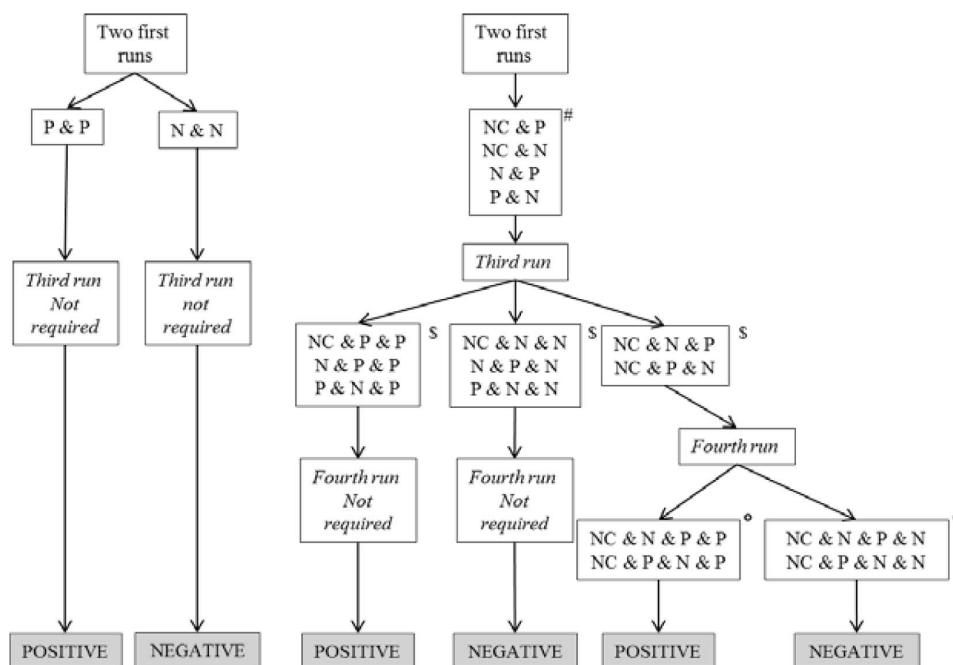 Two first
runs
P & P
N & N
Third run
Not
required
Third run
not
required
POSITIVE
NEGATIVE
Two first
runs
#
NC & P
NC & N
N & P
P & N
Third run
$
NC & P & P
N & P & P
P & N & P
$
NC & N & N
N & P & N
P & N & N
$
NC & N & P
NC & P & N
Fourth run
Not
required
Fourth run
Not
required
Fourth run
°
NC & N & P & P
NC & P & N & P
NC & N & P & N
NC & P & N & N
POSITIVE
NEGATIVE
POSITIVE
NEGATIVE